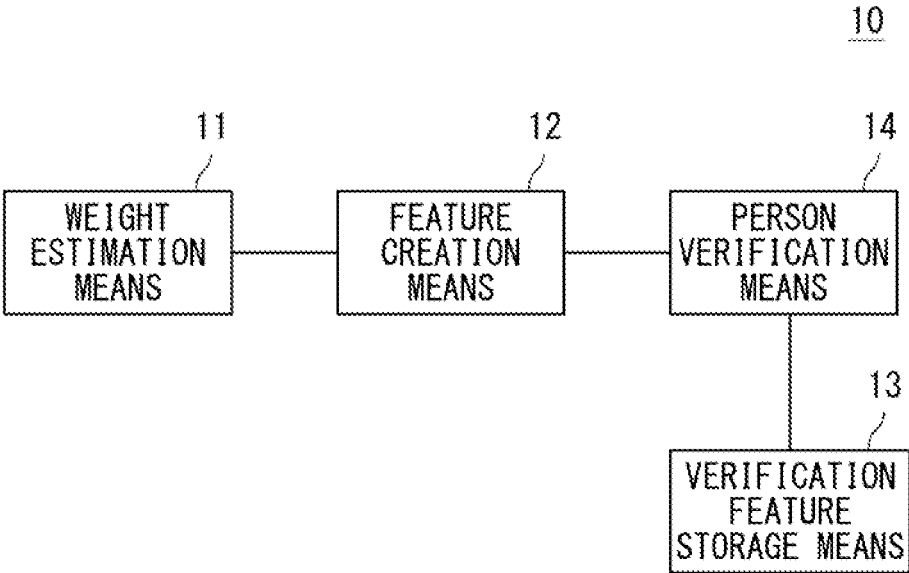 10
11
12
14
WEIGHT
ESTIMATION
MEANS
FEATURE
CREATION
MEANS
PERSON
VERIFICATION
MEANS
13
VERIFICATION
FEATURE
STORAGE MEANS